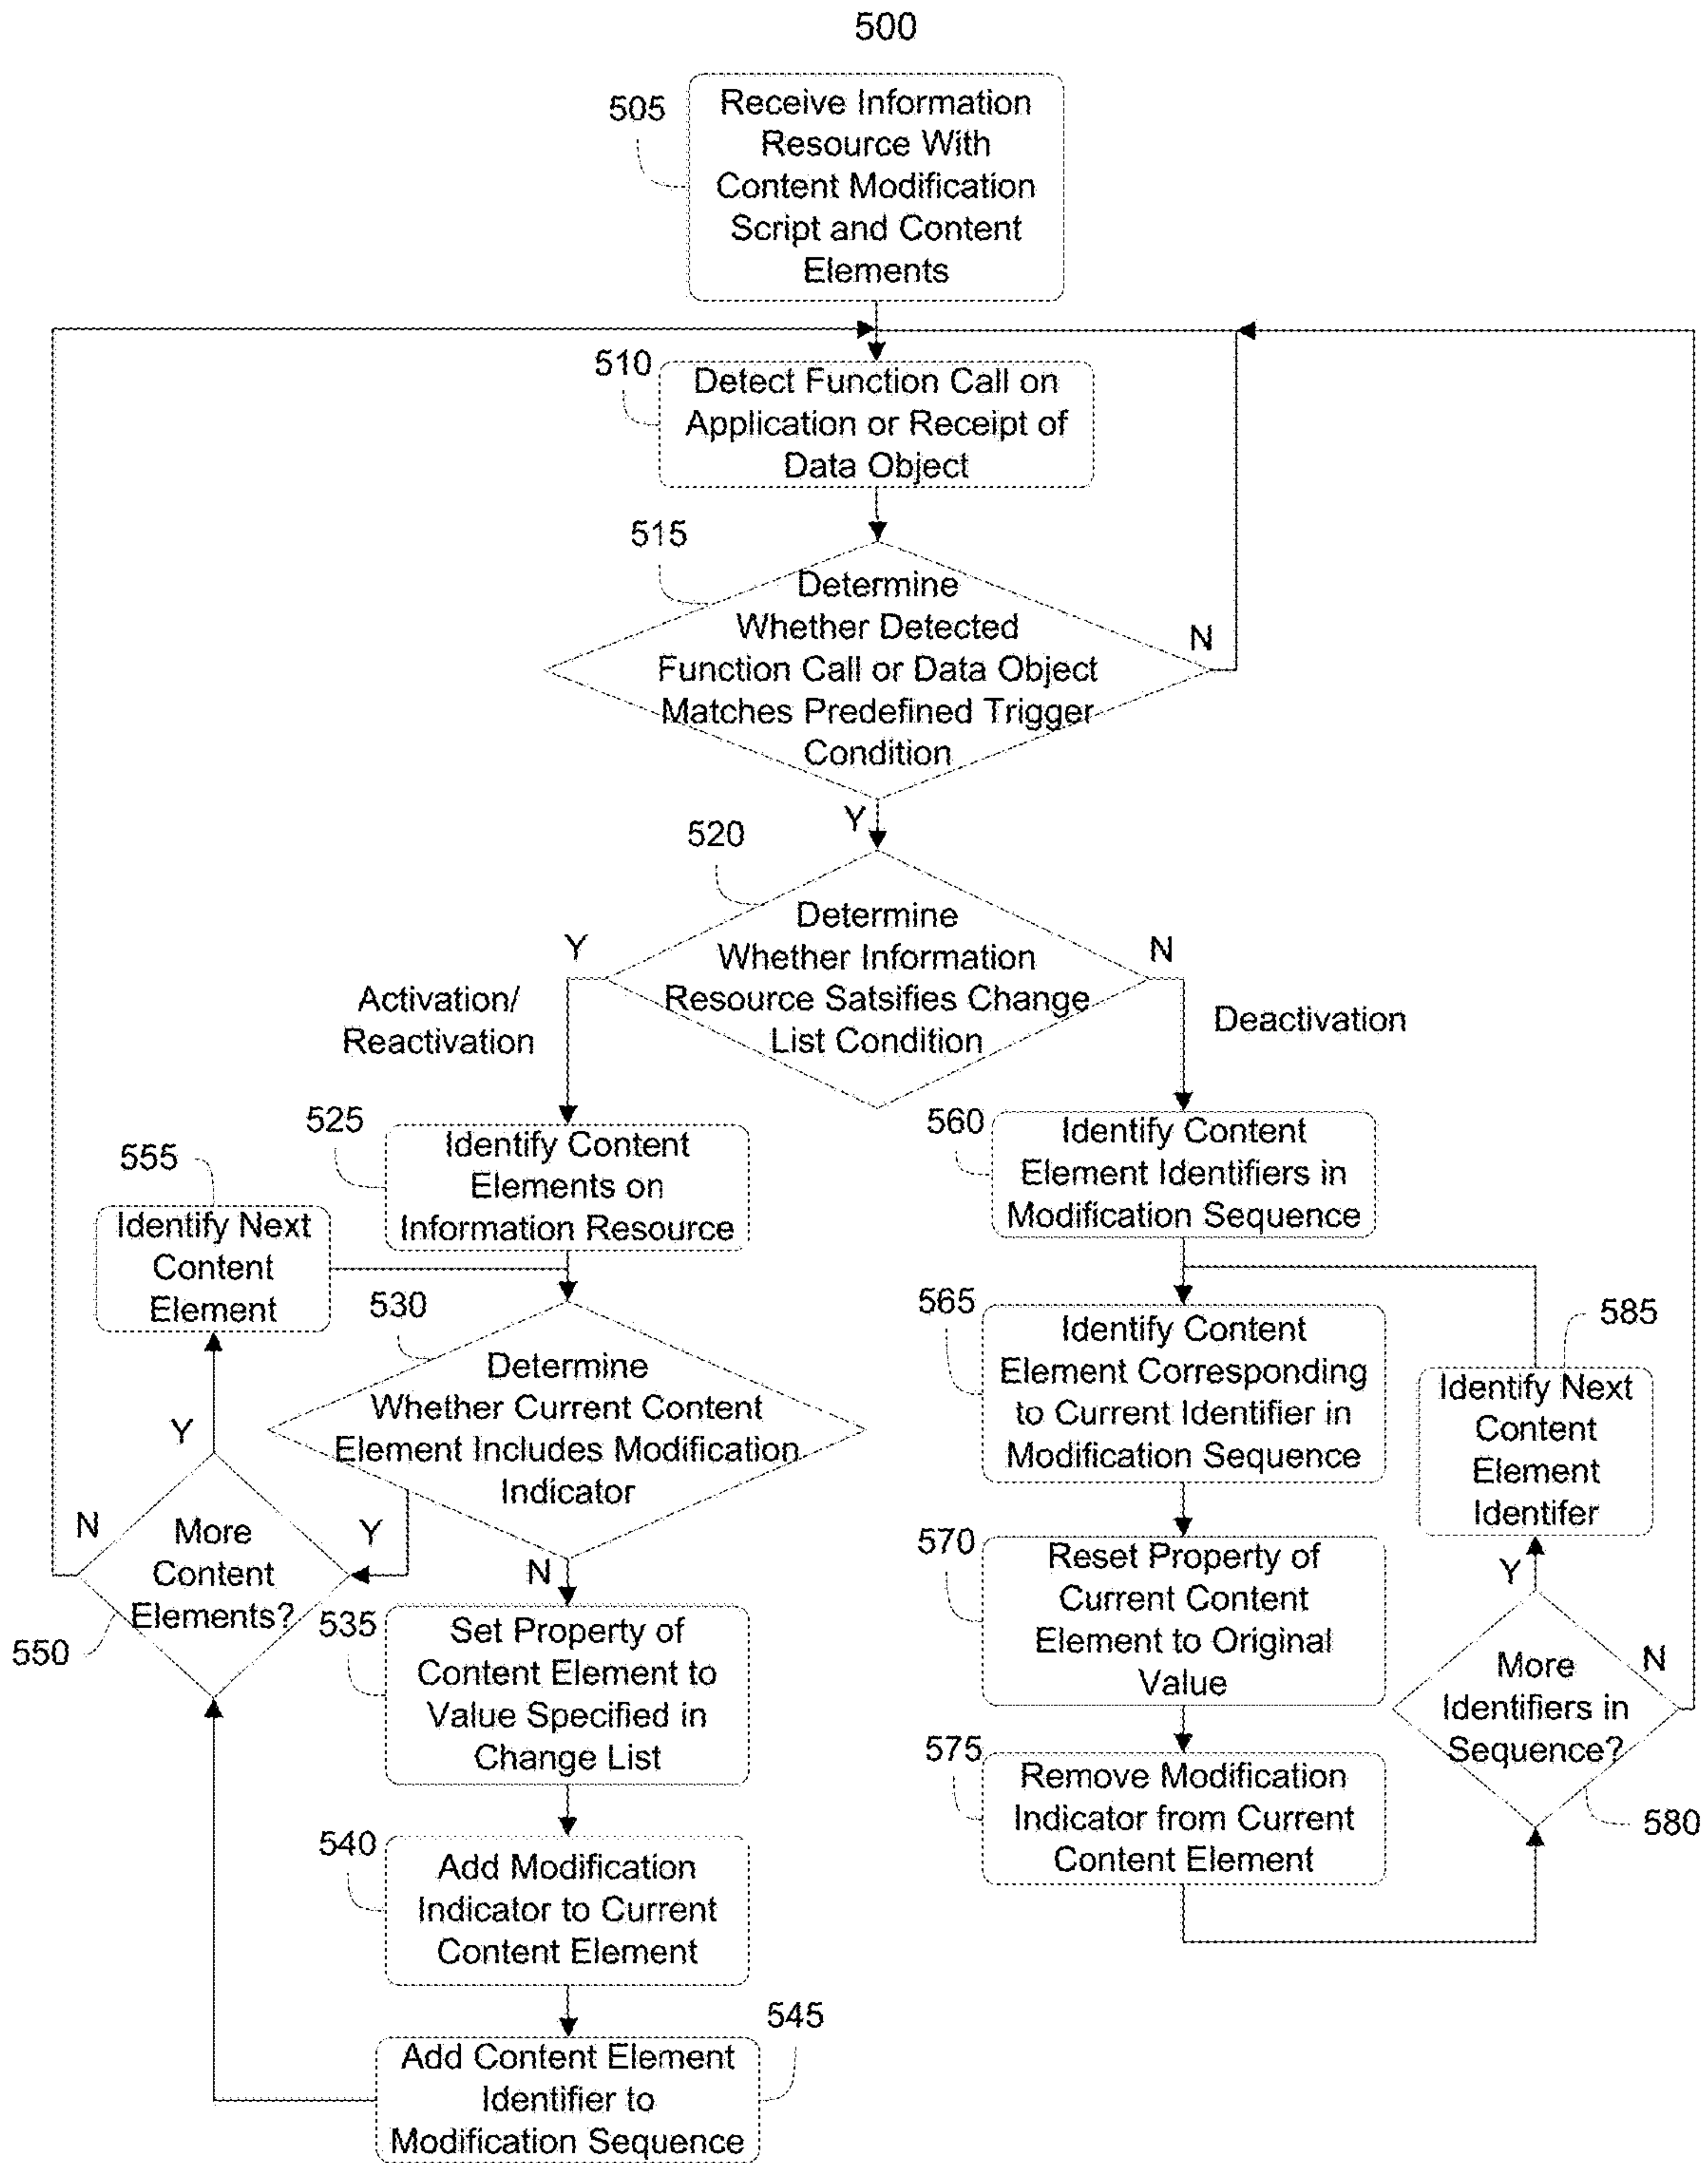 500
505
Receive Information
Resource With
Content Modification
Script and Content
Elements
510
Detect Function Call on
Application or Receipt of
Data Object
515
Determine
Whether Detected
Function Call or Data Object
Matches Predefined Trigger
Condition
N
Y
520
Determine
Whether Information
Resource Satsifies Change
List Condition
Y
N
Activation/
Reactivation
Deactivation
525
Identify Content
Elements on
Information Resource
555
Identify Next
Content
Element
530
Determine
Whether Current Content
Element Includes Modification
Indicator
Y
N
550
More
Content
Elements?
Y
N
535
Set Property of
Content Element to
Value Specified in
Change List
540
Add Modification
Indicator to Current
Content Element
545
Add Content Element
Identifier to
Modification Sequence
560
Identify Content
Element Identifiers in
Modification Sequence
565
Identify Content
Element Corresponding
to Current Identifier in
Modification Sequence
570
Reset Property of
Current Content
Element to Original
Value
575
Remove Modification
Indicator from Current
Content Element
585
Identify Next
Content
Element
Identifer
Y
N
More
Identifiers in
Sequence?
580